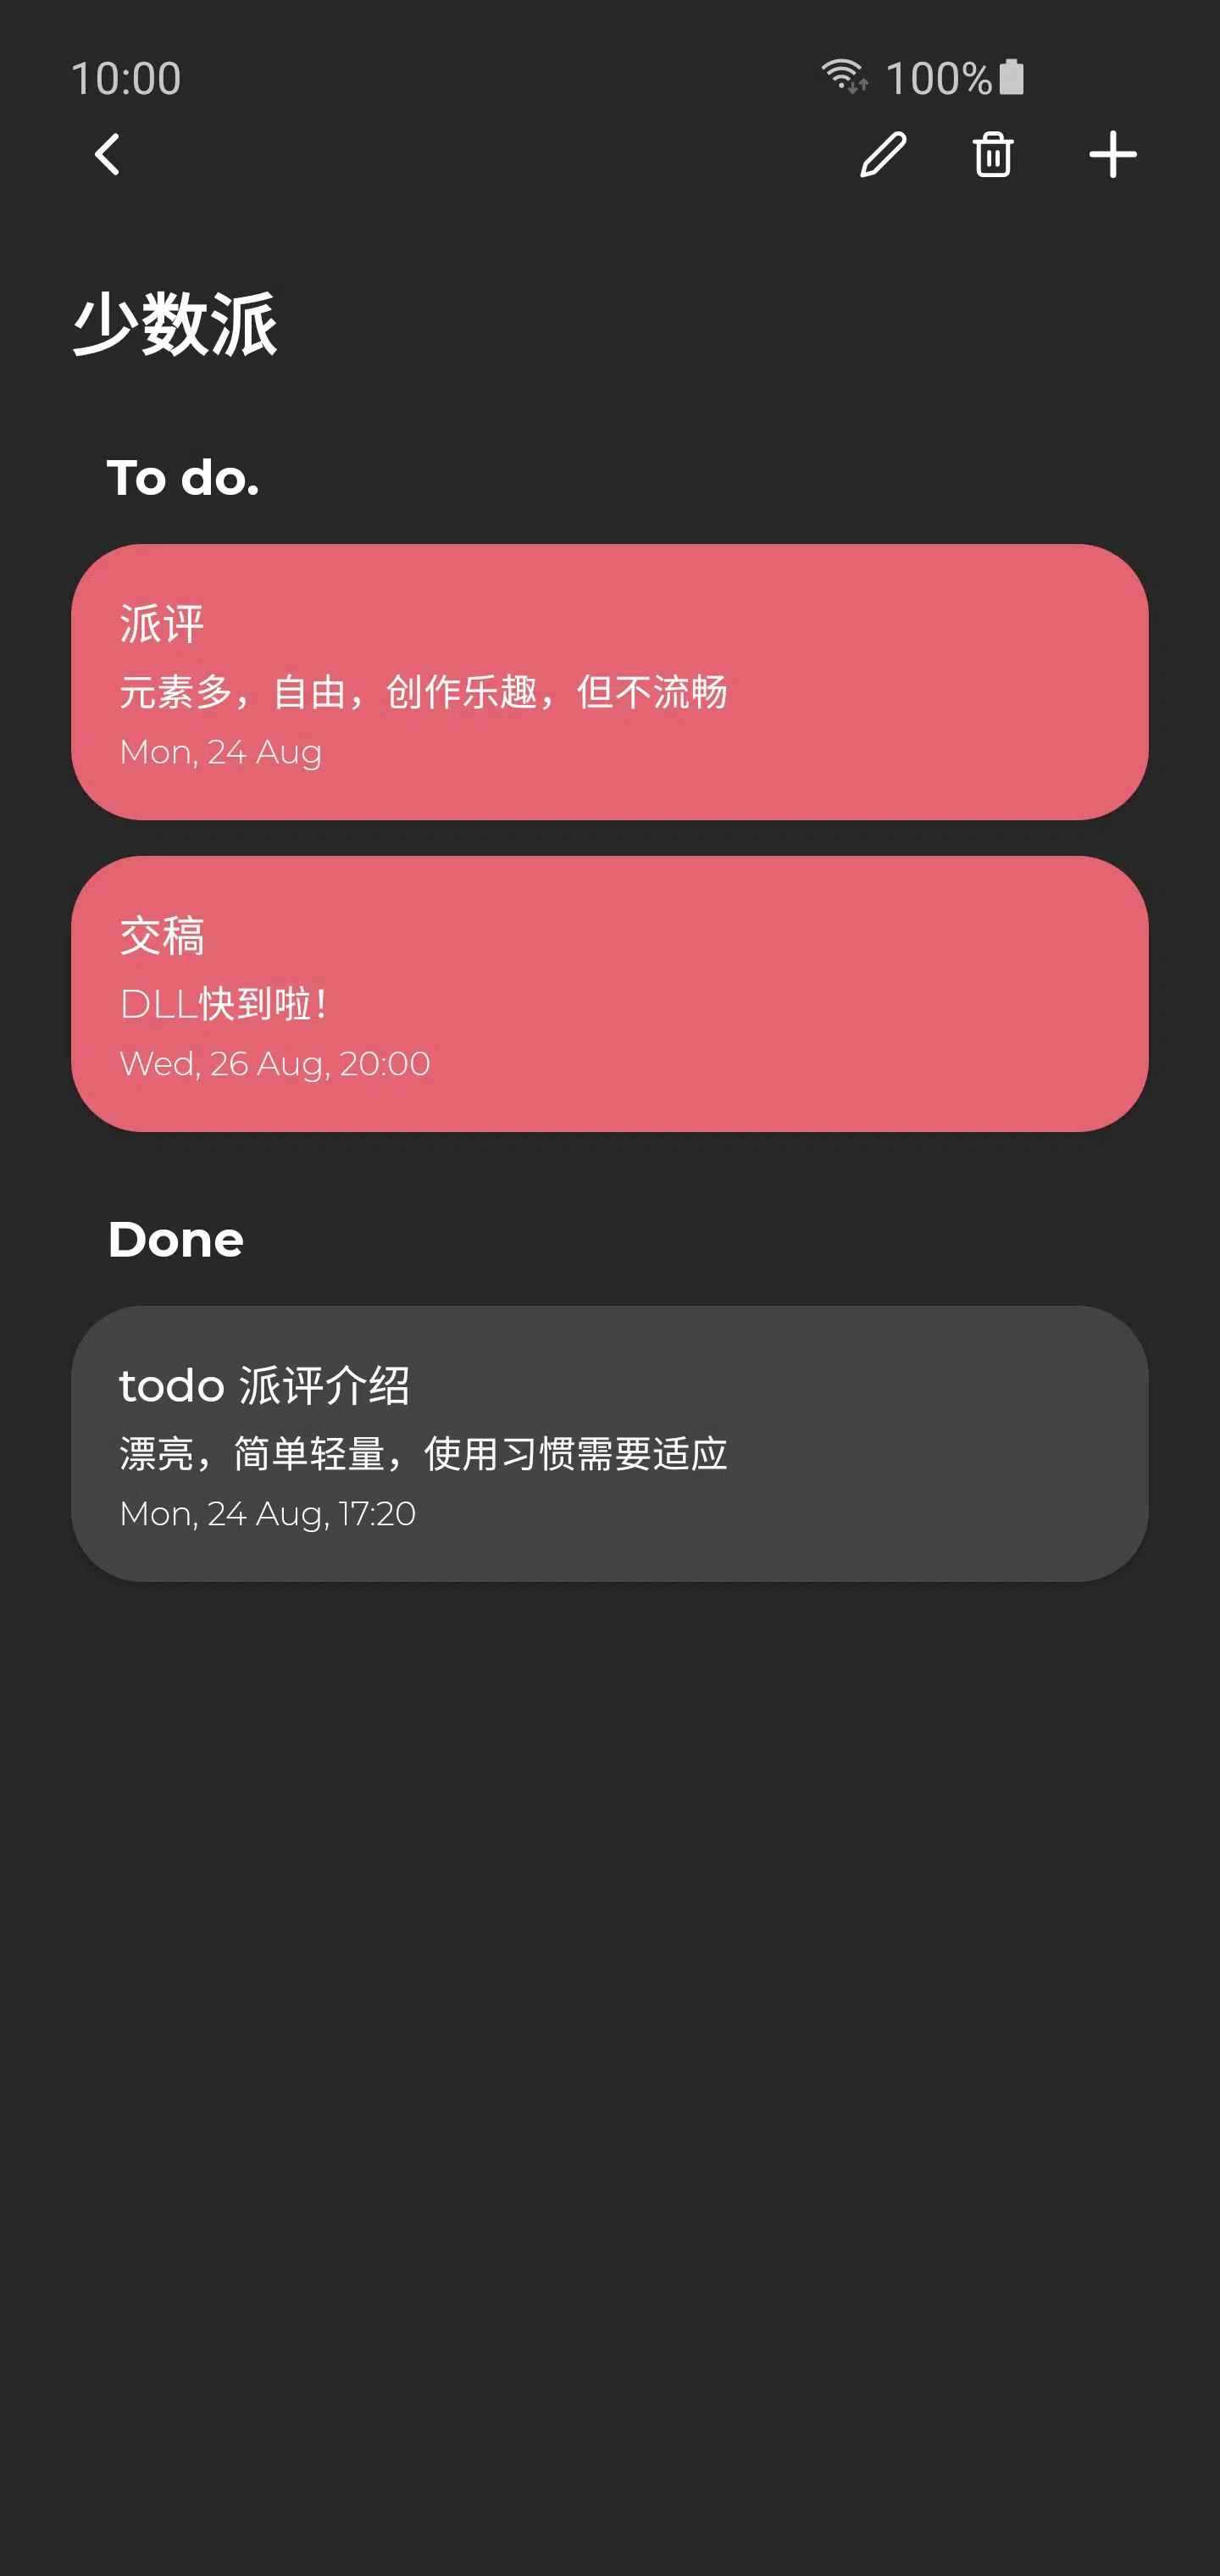 10:00
100%
少数派
To do.
派评
元素多，自由，创作乐趣，但不流畅
Mon, 24 Aug
交稿
DLL快到啦！
Wed, 26 Aug, 20:00
Done
todo 派评介绍
漂亮，简单轻量，使用习惯需要适应
Mon, 24 Aug, 17:20